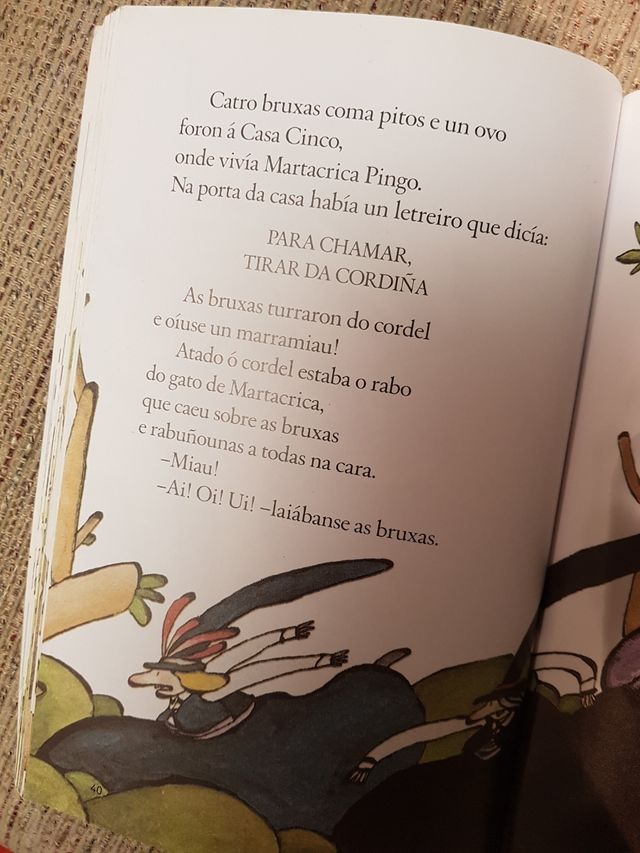 Catro bruxas coma pitos e un ovo
foron á Casa Cinco,
onde vivía Martacrica Pingo.
Na porta da casa había un letreiro que dicía:
PARA CHAMAR,
TIRAR DA CORDIÑA
As bruxas turraron do cordel
e oíuse un marramiau!
Atado ó cordel estaba o rabo
do gato de Martacrica,
que caeu sobre as bruxas
e rabuñounas a todas na cara.
–Miau!
–Ai! Oi! Ui! –laiábanse as bruxas.
40